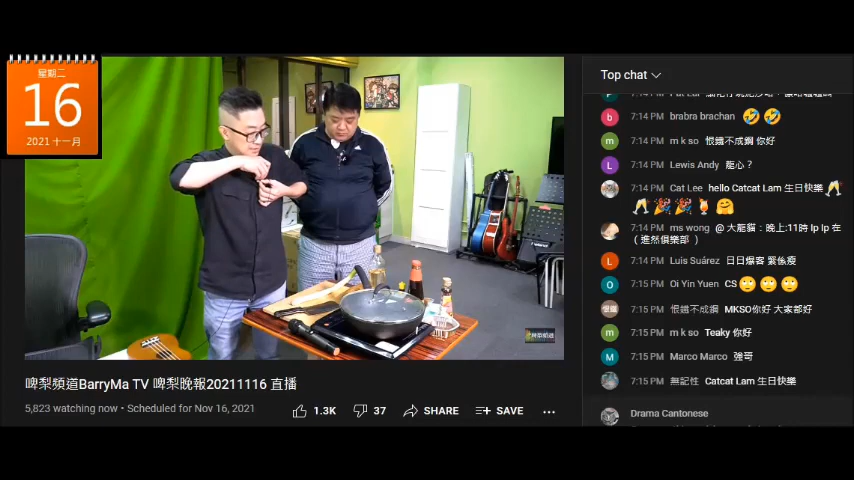 星期二
16
2021 十一月
啤梨頻道BarryMa TV 啤梨晚報20211116 直播
5,823 watching now • Scheduled for Nov 16, 2021
1.3K
37
SHARE
SAVE
Top chat
7:14 PM
7:14 PM brabra brachan
7:14 PM m k so 恨鐵不成鋼 你好
7:14 PM Lewis Andy 龍心？
7:14 PM Cat Lee hello Catcat Lam 生日快樂
7:14 PM ms wong @ 大龍貓：晚上:11時 lp lp 在
（ 進然俱樂部 ）
7:14 PM Luis Suárez 日日爆客 緊係瘦
7:15 PM Oi Yin Yuen CS
7:15 PM 恨鐵不成鋼 MKSO你好 大家都好
7:15 PM m k so Teaky 你好
7:15 PM Marco Marco 強哥
7:15 PM 無記性 Catcat Lam 生日快樂
Drama Cantonese